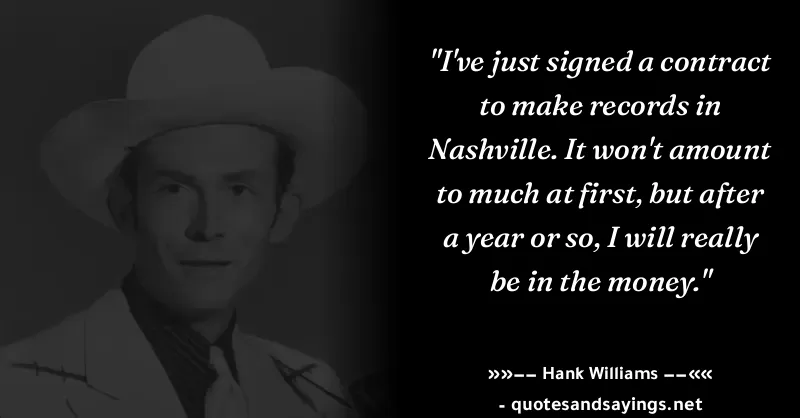 "I've just signed a contract
to make records in
Nashville. It won't amount
to much at first, but after
a year or so, I will really
be in the money."
»»−− Hank Williams −−««
- quotesandsayings.net